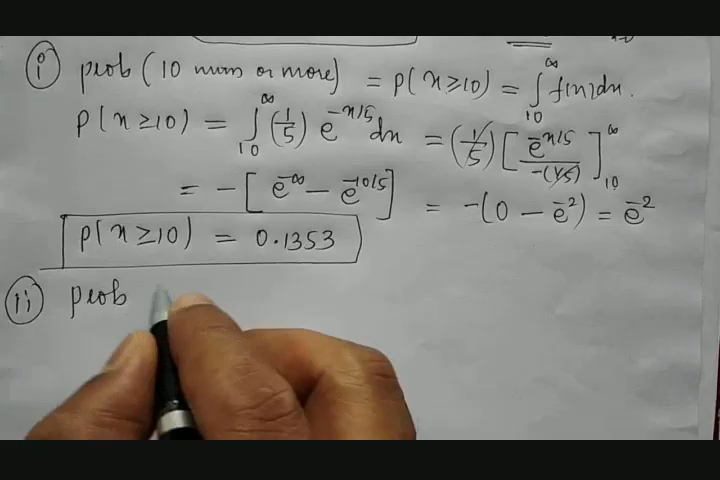 (i) prob (10 mins or more) = P(x ≥ 10) = ∫₁₀^∞ f(x) dx.
P(x ≥ 10) = ∫₁₀^∞ (1/5) e^{-x/5} dx = (1/5) [ e^{-x/5} / -(1/5) ]₁₀^∞
= - [ e^{-∞} - e^{-10/5} ] = -(0 - e^{-2}) = e^{-2}
P(x ≥ 10) = 0.1353
(ii) prob